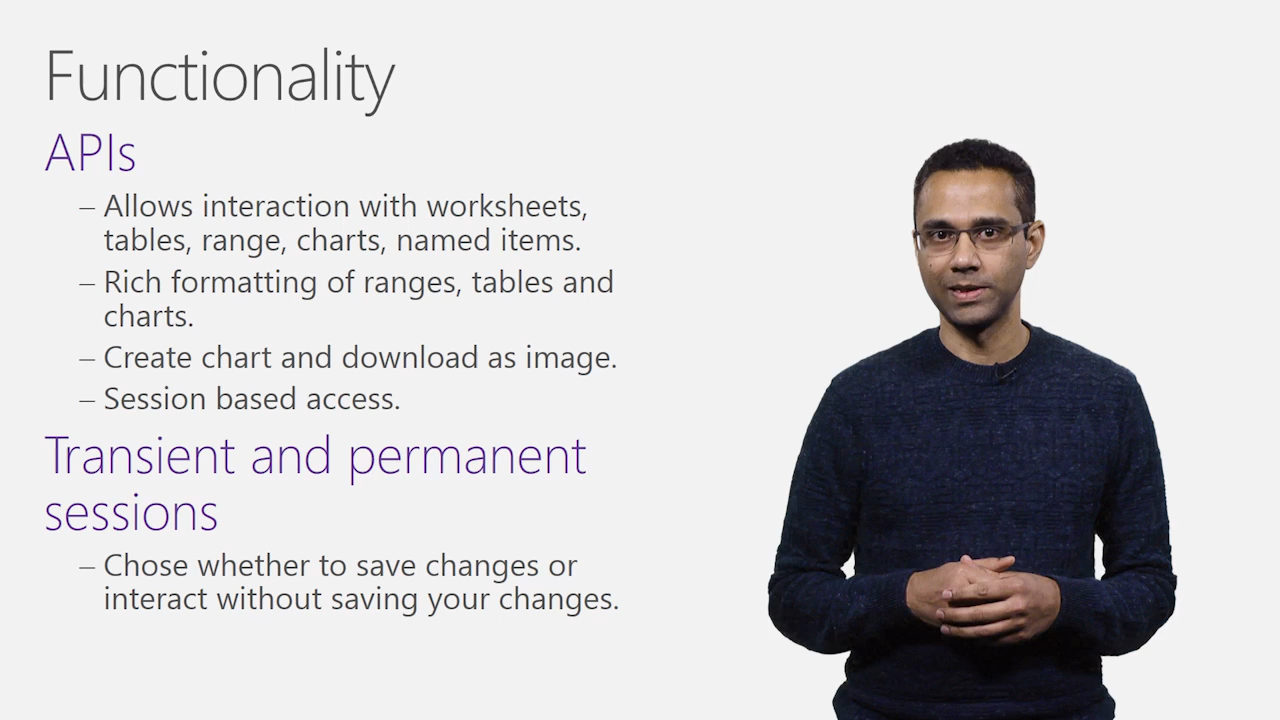 Functionality
APIs
– Allows interaction with worksheets,
tables, range, charts, named items.
– Rich formatting of ranges, tables and
charts.
– Create chart and download as image.
– Session based access.
Transient and permanent
sessions
– Chose whether to save changes or
interact without saving your changes.